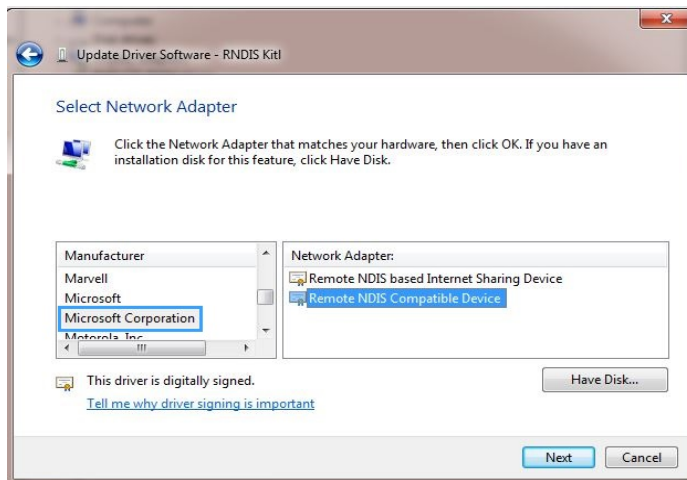 Update Driver Software - RNDIS Kitl
Select Network Adapter
Click the Network Adapter that matches your hardware, then click OK. If you have an
installation disk for this feature, click Have Disk.
Manufacturer
Marvell
Microsoft
Microsoft Corporation
Motorola, Inc.
Network Adapter:
Remote NDIS based Internet Sharing Device
Remote NDIS Compatible Device
This driver is digitally signed.
Tell me why driver signing is important
Have Disk...
Next
Cancel